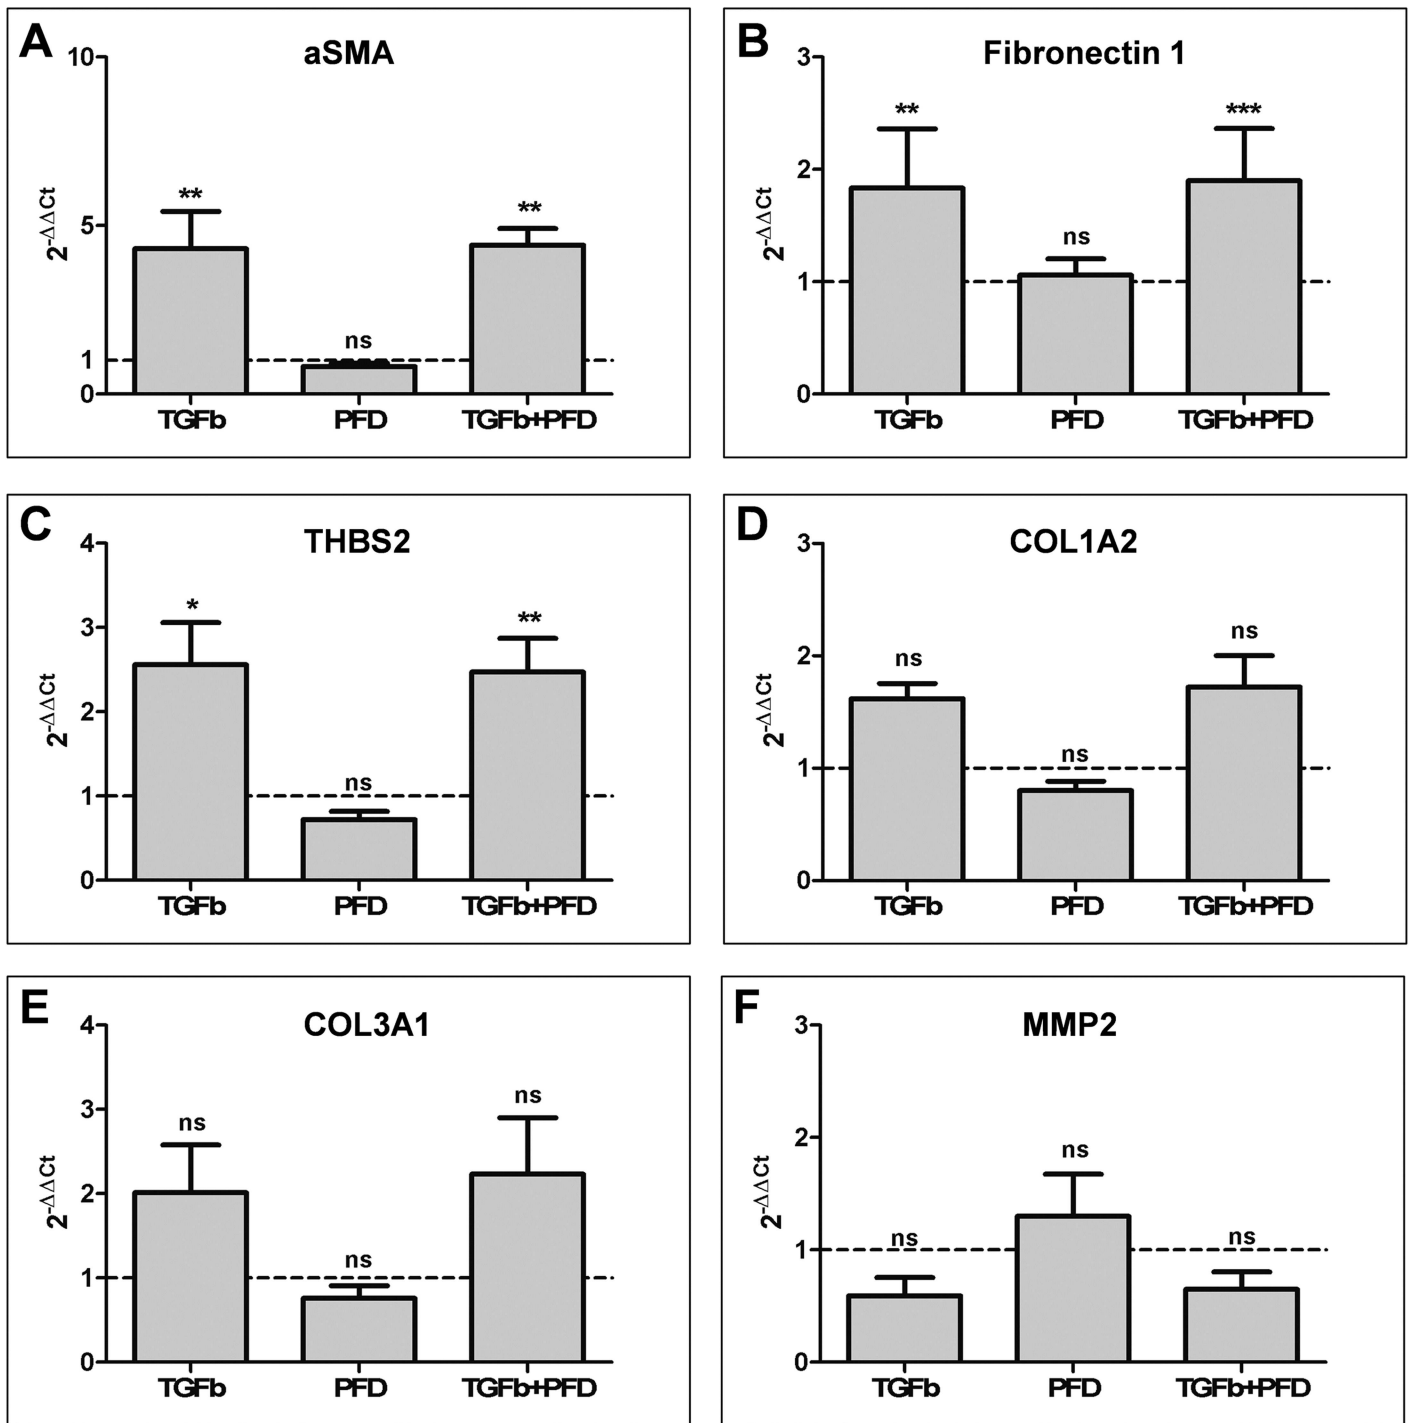 A
aSMA
10
5
1
0
2-ΔΔCt
**
ns
**
TGFb PFD TGFb+PFD
B
Fibronectin 1
3
2
1
0
2-ΔΔCt
**
ns
***
TGFb PFD TGFb+PFD
C
THBS2
4
3
2
1
0
2-ΔΔCt
*
ns
**
TGFb PFD TGFb+PFD
D
COL1A2
3
2
1
0
2-ΔΔCt
ns
ns
ns
TGFb PFD TGFb+PFD
E
COL3A1
4
3
2
1
0
2-ΔΔCt
ns
ns
ns
TGFb PFD TGFb+PFD
F
MMP2
3
2
1
0
2-ΔΔCt
ns
ns
ns
TGFb PFD TGFb+PFD